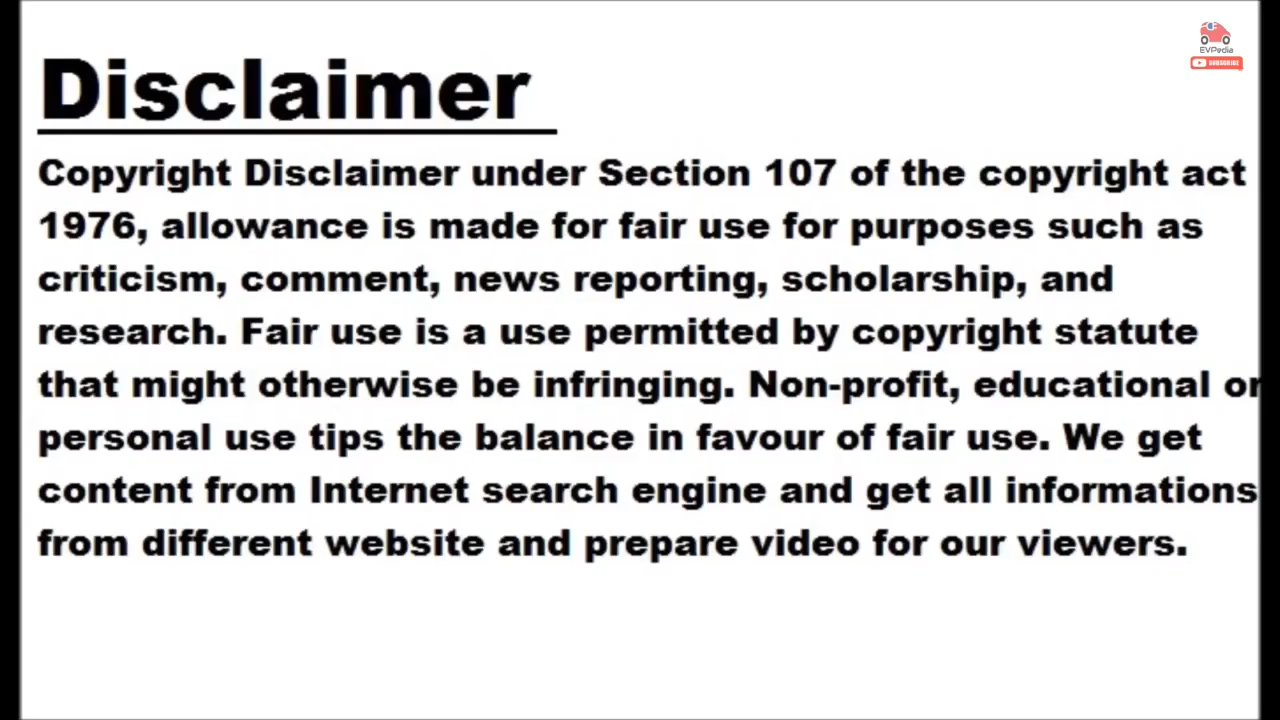 EVPedia
SUBSCRIBE
Disclaimer
Copyright Disclaimer under Section 107 of the copyright act
1976, allowance is made for fair use for purposes such as
criticism, comment, news reporting, scholarship, and
research. Fair use is a use permitted by copyright statute
that might otherwise be infringing. Non-profit, educational or
personal use tips the balance in favour of fair use. We get
content from Internet search engine and get all informations
from different website and prepare video for our viewers.